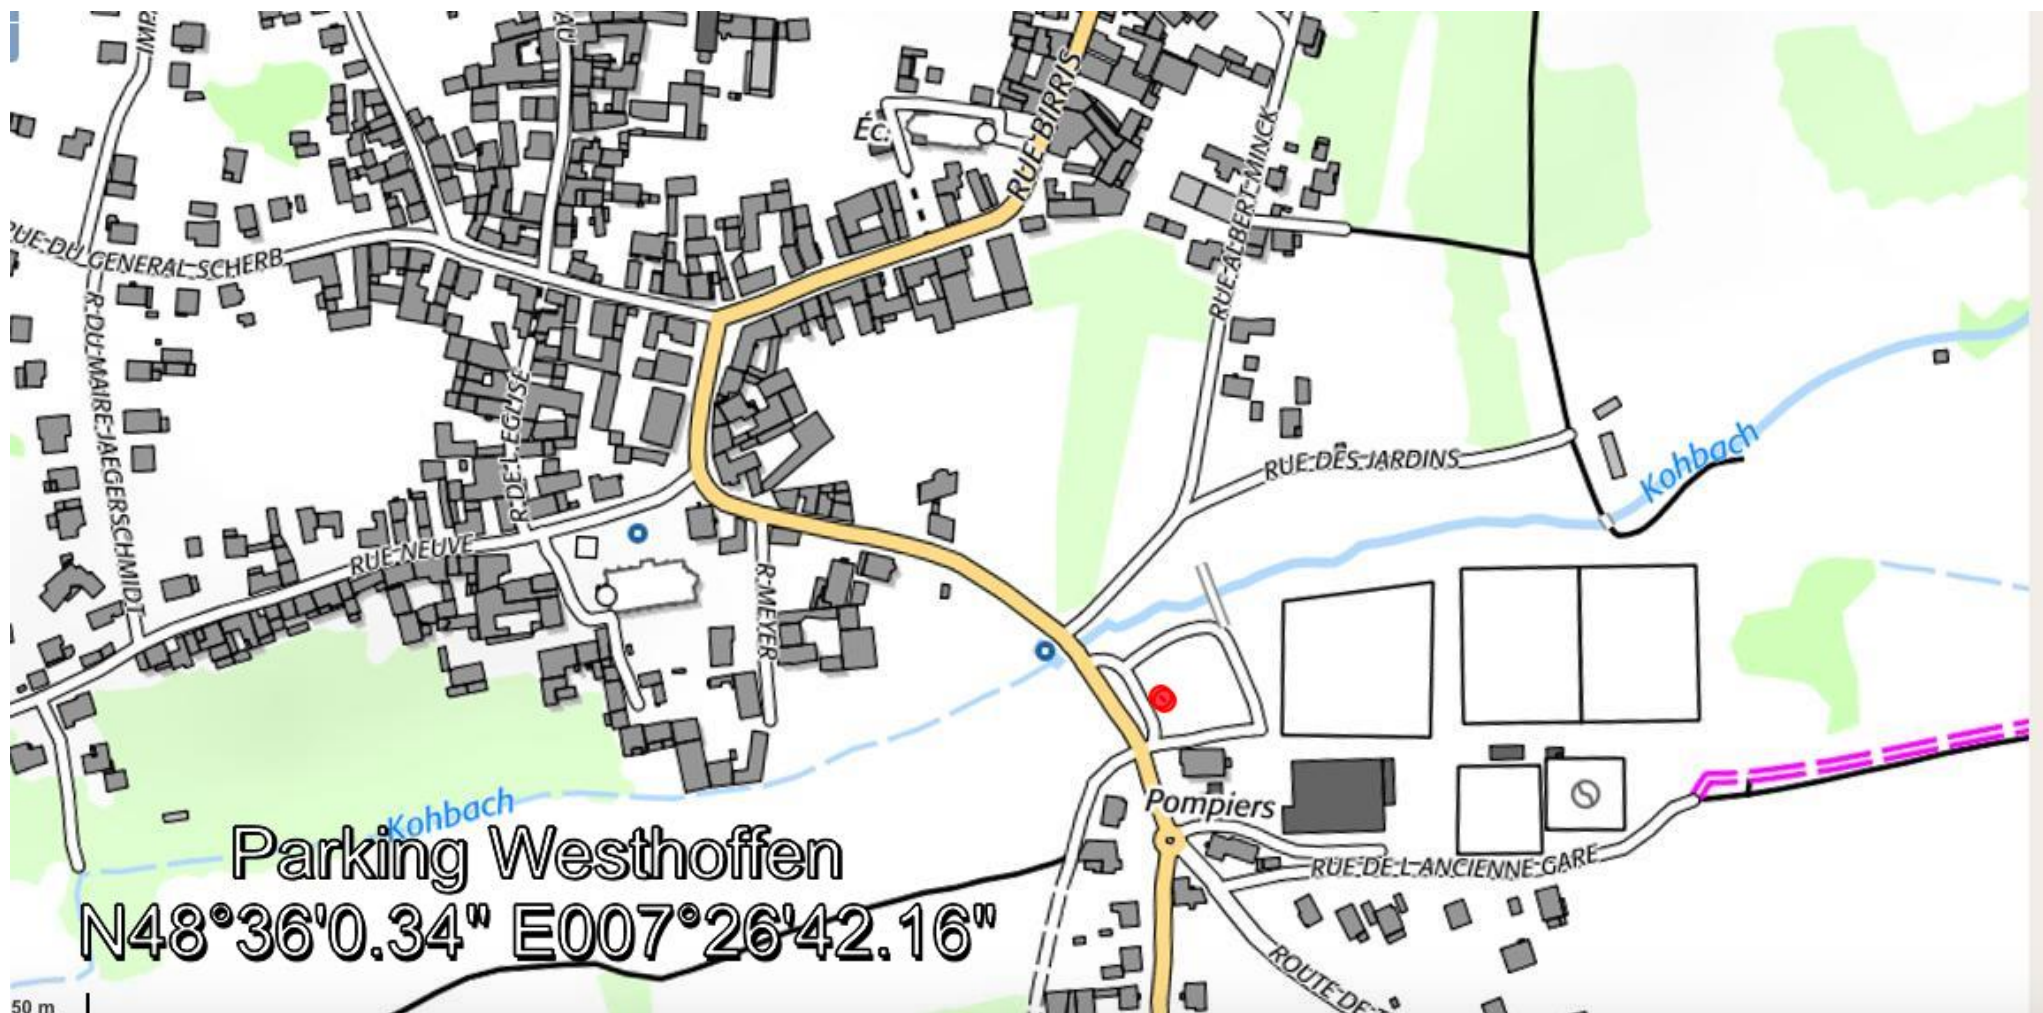 IMP.
AU
ÉC.
RUE BIRRIS
RUE ALBERT MINCK
RUE DU GENERAL SCHERB
R DU MAIRE JAEGERSCHMIDT
R DE L EGLISE
RUE DES JARDINS
Kohbach
RUE NEUVE
R MEYER
Pompiers
Kohbach
Parking Westhoffen
RUE DE L ANCIENNE GARE
N48°36'0.34" E007°26'42.16"
ROUTE DE
50 m